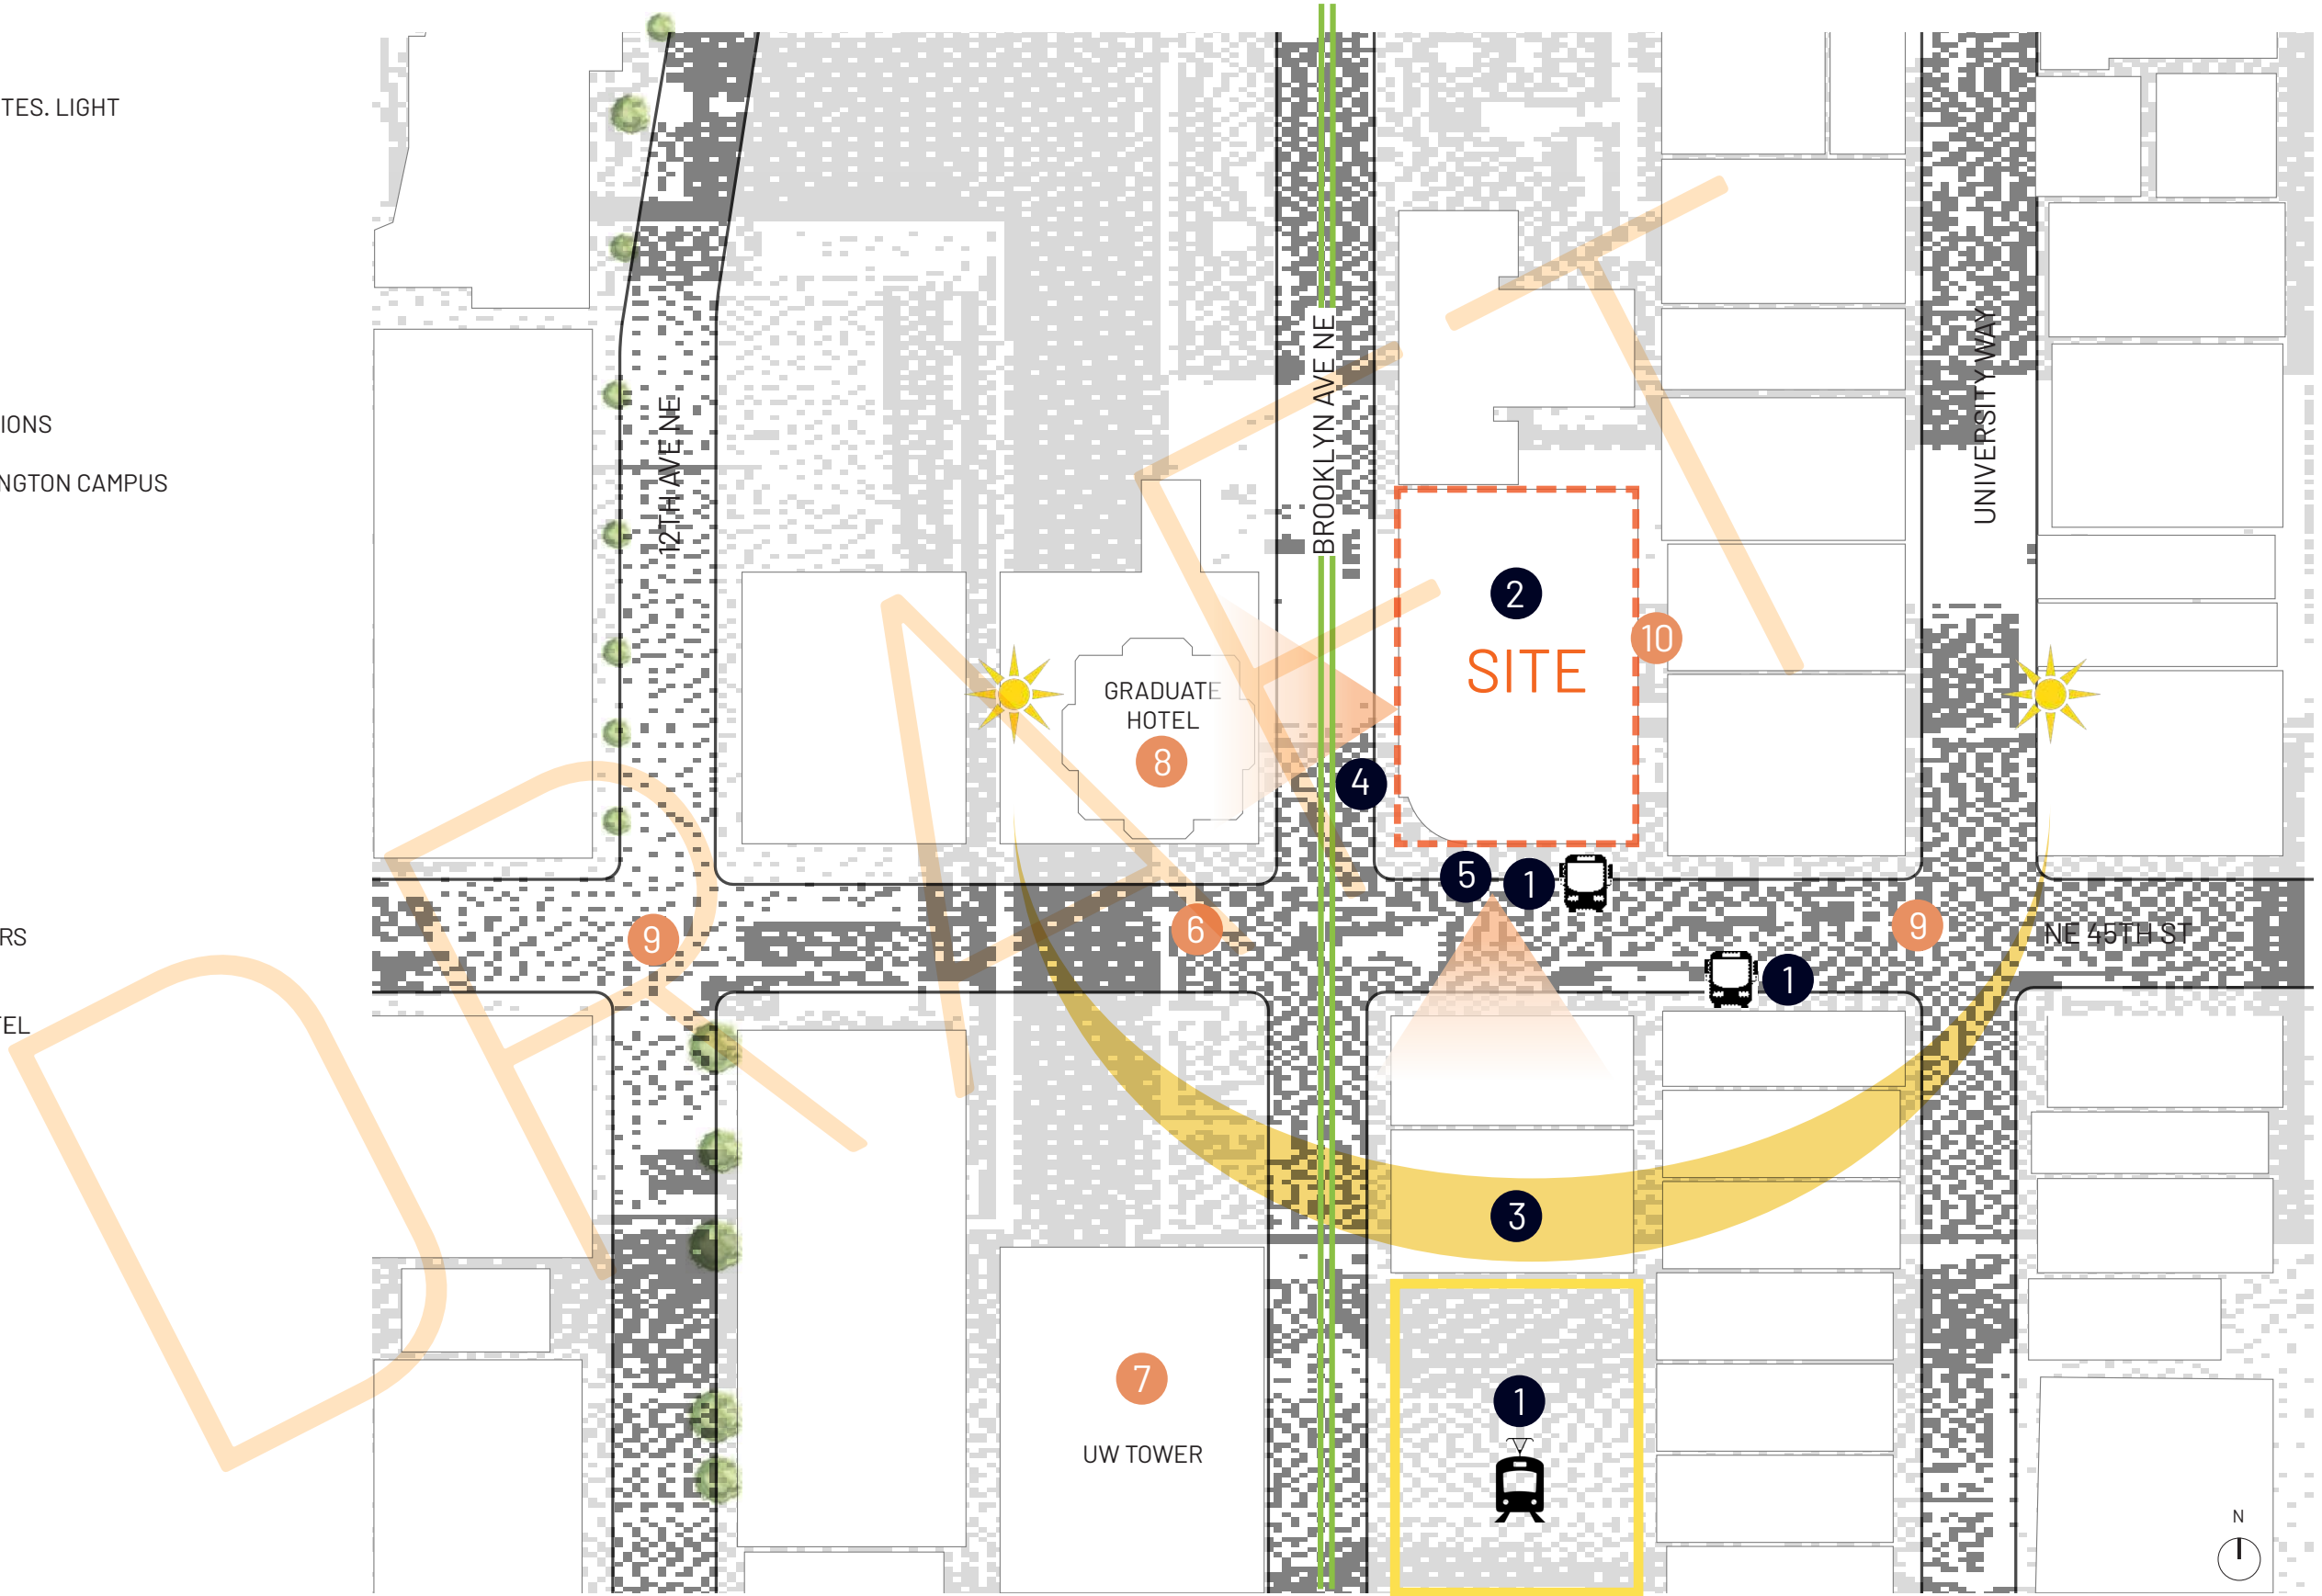 TES. LIGHT
IONS
NGTON CAMPUS
RS
TEL
12TH AVE NE
BROOKLYN AVE NE
UNIVERSITY WAY
2
SITE
10
GRADUATE
HOTEL
8
4
5
1
9
6
9
NE 45TH ST
1
3
7
UW TOWER
1
N
DRAFT